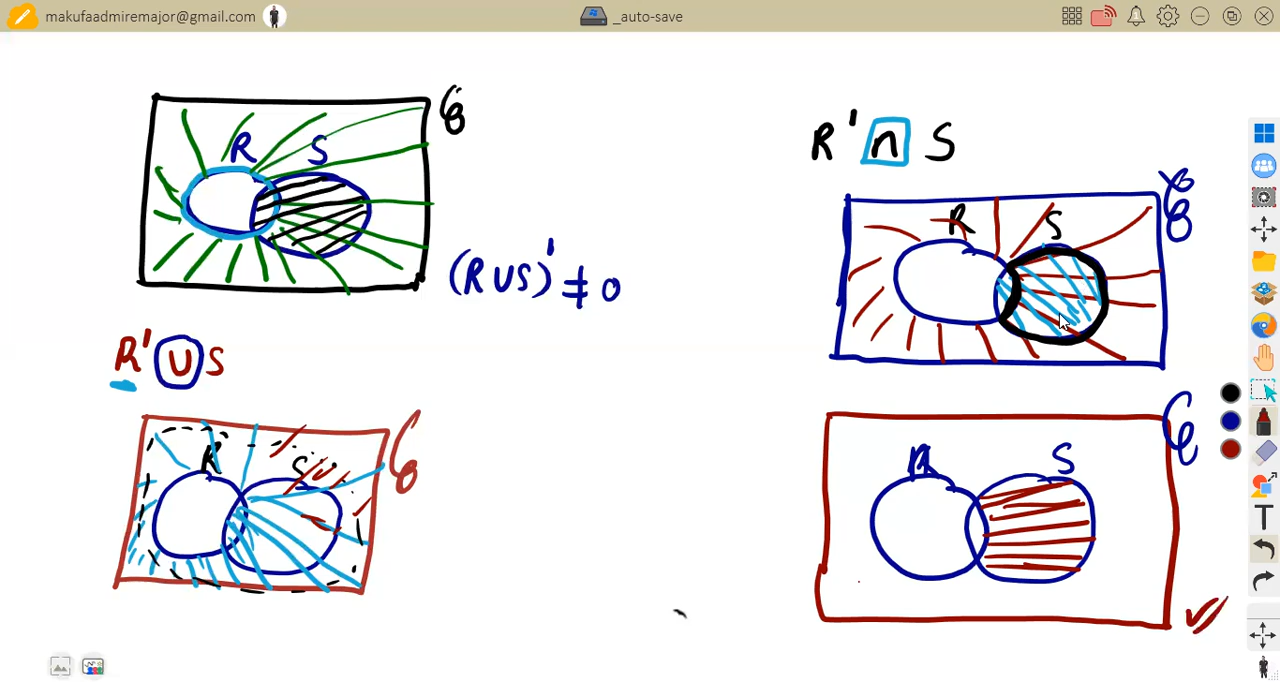 makufaadmiremajor@gmail.com
_auto-save
R S
(R U S)' ≠ 0
R' U S
R S
R' n S
R S
R S
T